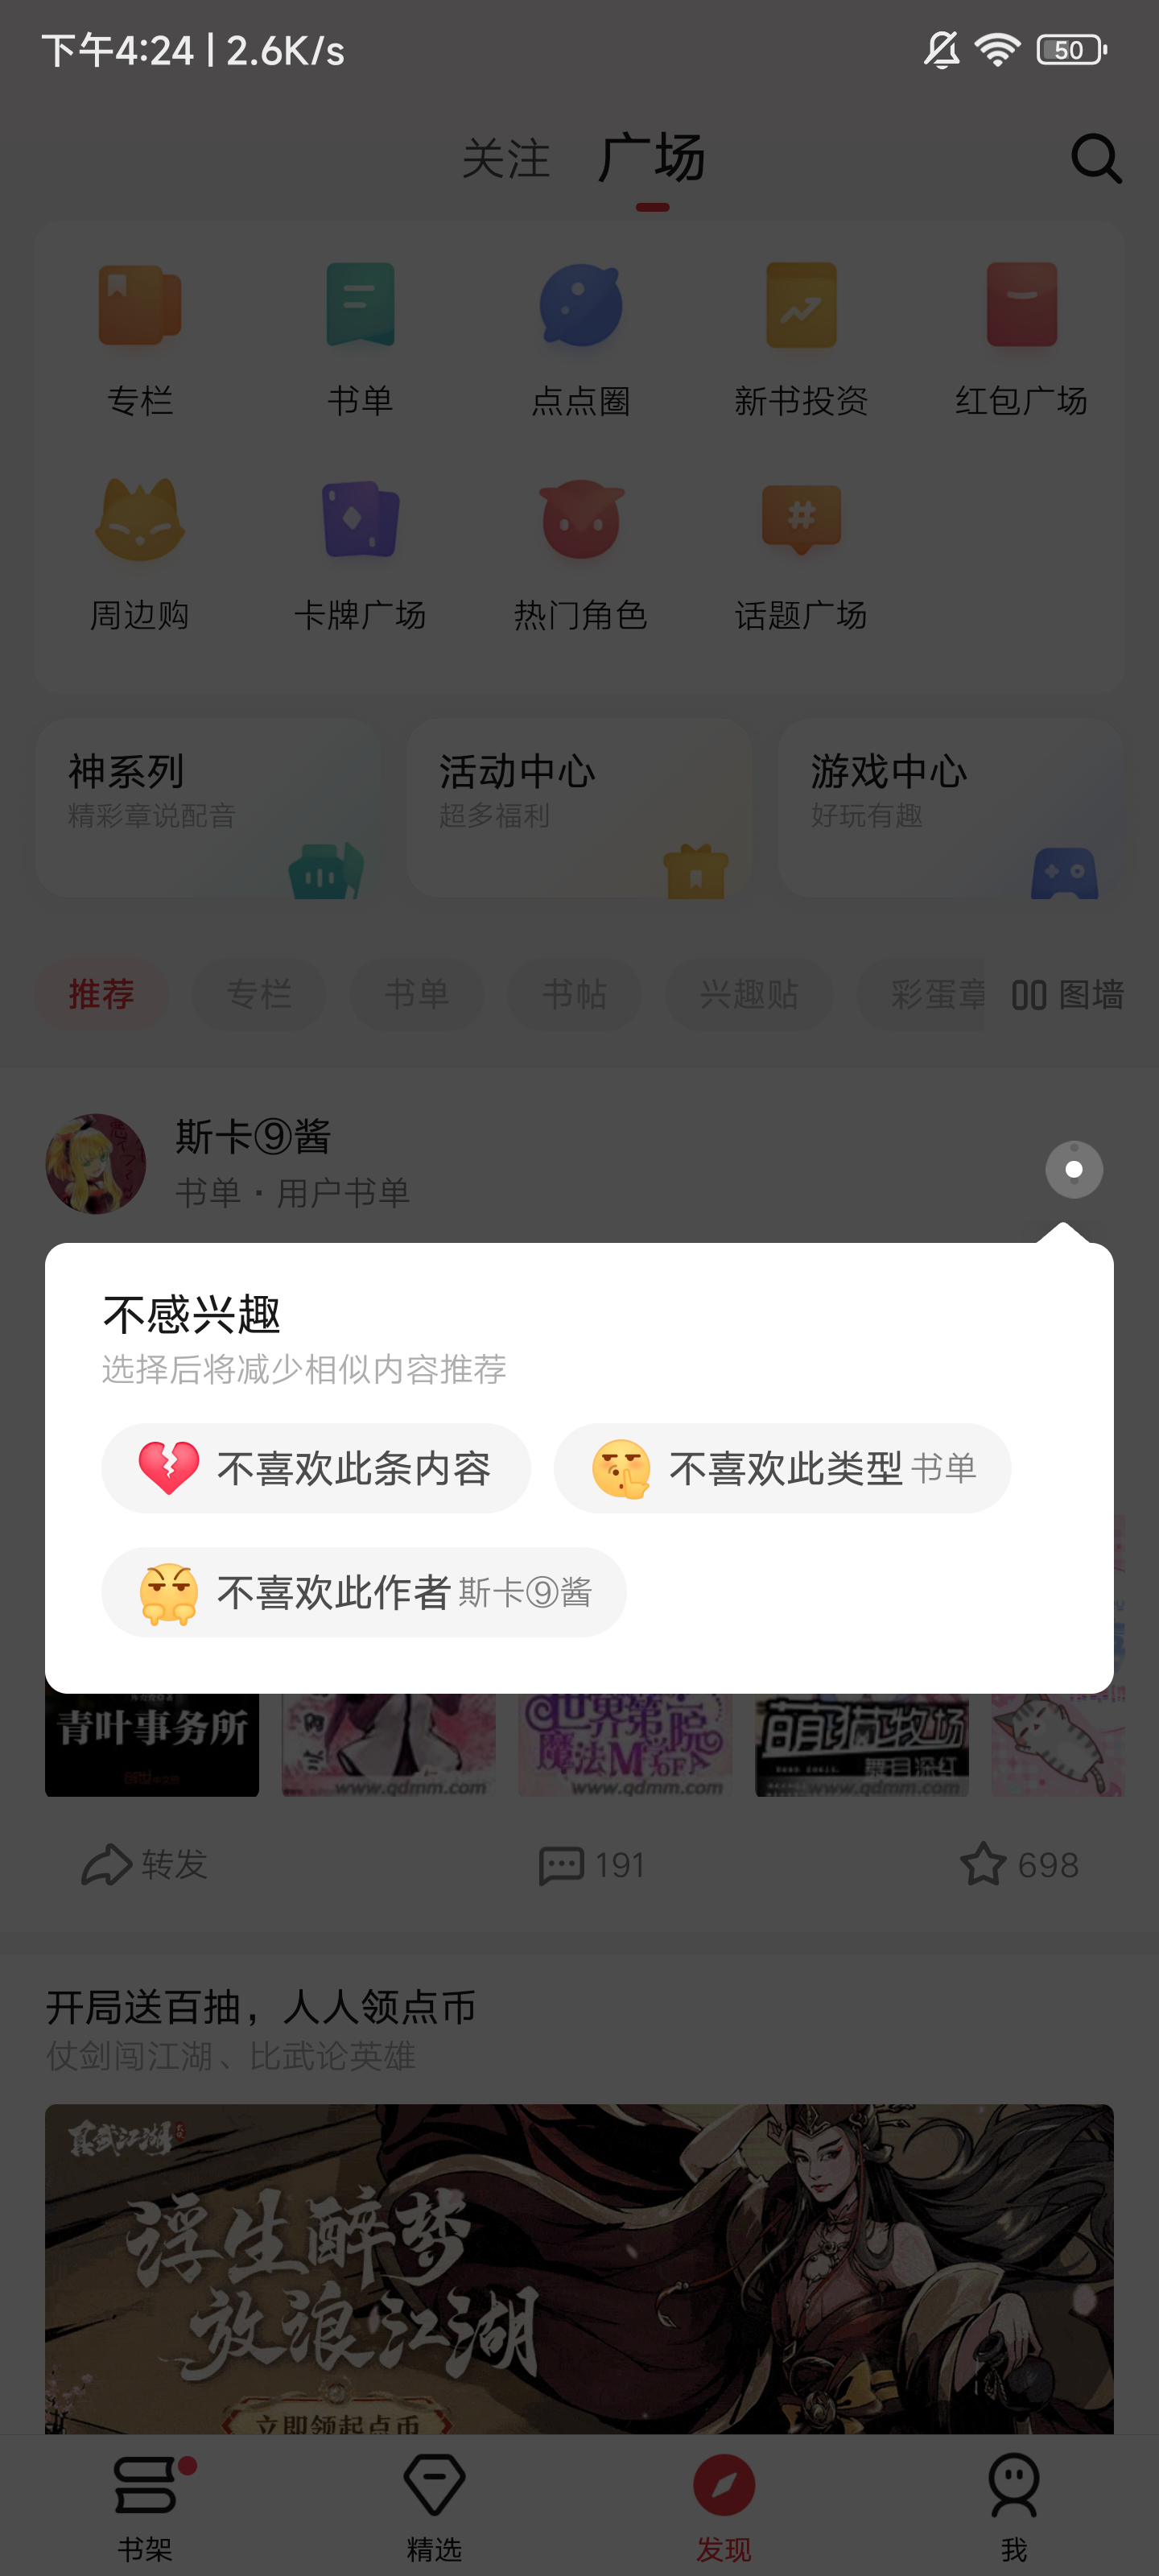 下午4:24 | 2.6K/s
50
关注 广场
专栏 书单 点点圈 新书投资 红包广场
周边购 卡牌广场 热门角色 话题广场
神系列 活动中心 游戏中心
精彩章说配音 超多福利 好玩有趣
推荐 专栏 书单 书帖 兴趣贴 彩蛋章 图墙
斯卡⑨酱
书单·用户书单
不感兴趣
选择后将减少相似内容推荐
不喜欢此条内容 不喜欢此类型 书单
不喜欢此作者 斯卡⑨酱
青叶事务所
www.qdmm.com
www.qdmm.com
萌猫牧场
www.qdmm.com
转发 191 698
开局送百抽，人人领点币
仗剑闯江湖、比武论英雄
真武江湖
浮生醉梦
放浪江湖
立即领起点币
书架 精选 发现 我